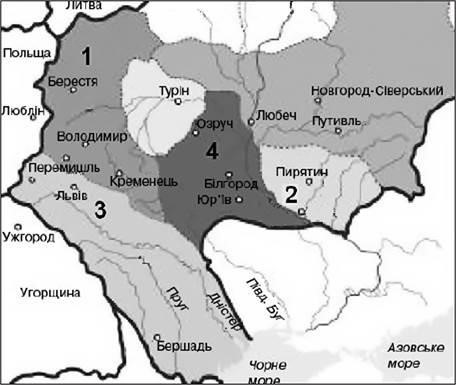 Литва
Польща
1
Берестя
Турін
Новгород-Сіверський
Люблін
Любеч
Путивль
Озруч
Володимир
4
Перемишль
Пирятин
Кременець
Білгород
2
Львів
Юр'їв
3
Ужгород
Угорщина
Прут
Дністер
Півд. Буг
Бершадь
Чорне
море
Азовське
море